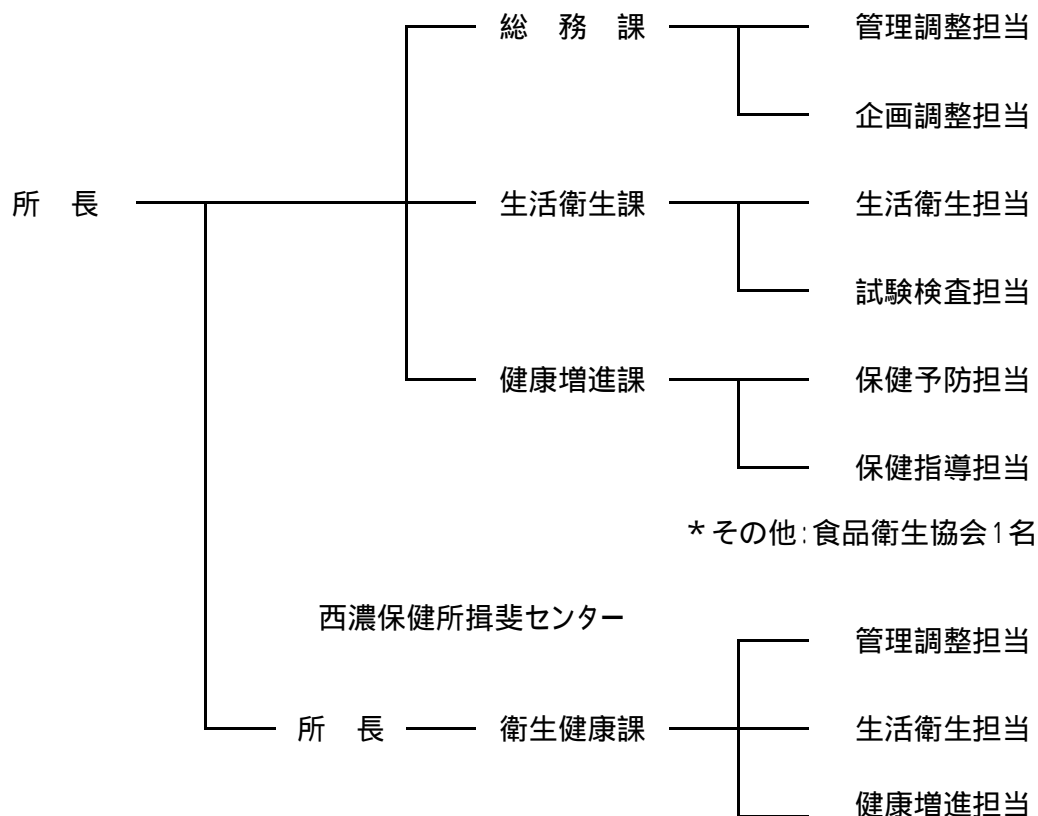 総　務　課　管理調整担当
企画調整担当
所　長　生活衛生課　生活衛生担当
試験検査担当
健康増進課　保健予防担当
保健指導担当
*その他:食品衛生協会1名
西濃保健所揖斐センター
管理調整担当
所　長　衛生健康課　生活衛生担当
健康増進担当